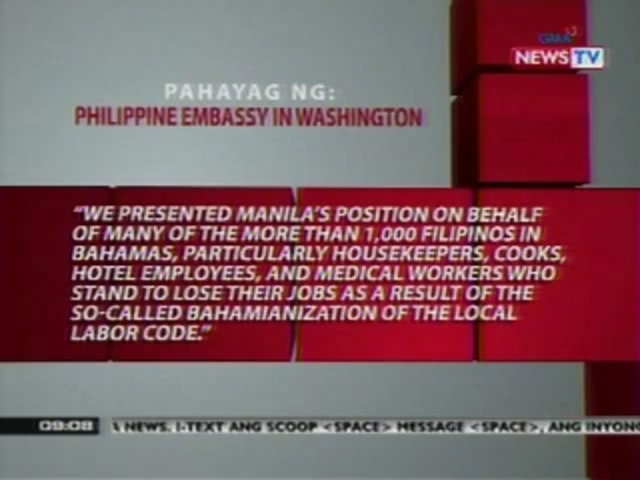 GMA
NEWS TV
PAHAYAG NG:
PHILIPPINE EMBASSY IN WASHINGTON
"WE PRESENTED MANILA'S POSITION ON BEHALF
OF MANY OF THE MORE THAN 1,000 FILIPINOS IN
BAHAMAS, PARTICULARLY HOUSEKEEPERS, COOKS,
HOTEL EMPLOYEES, AND MEDICAL WORKERS WHO
STAND TO LOSE THEIR JOBS AS A RESULT OF THE
SO-CALLED BAHAMIANIZATION OF THE LOCAL
LABOR CODE."
09:08 A NEWS. I-TEXT ANG SCOOP <SPACE> MESSAGE <SPACE>, ANG INYONG